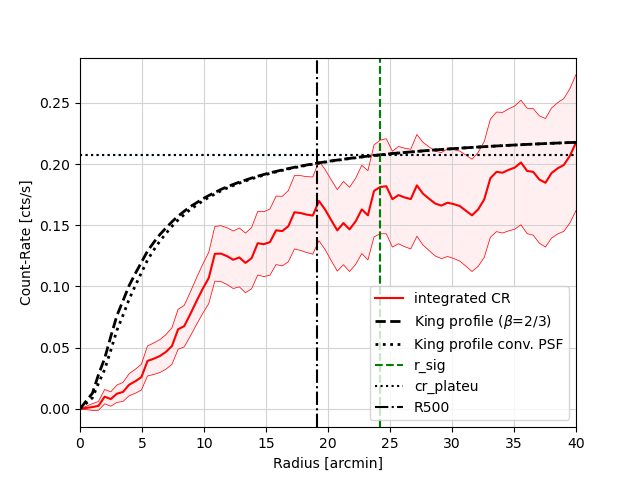 0.25
0.20
0.15
0.10
0.05
0.00
Count-Rate [cts/s]
integrated CR
King profile (β=2/3)
King profile conv. PSF
r_sig
cr_plateu
R500
0 5 10 15 20 25 30 35 40
Radius [arcmin]